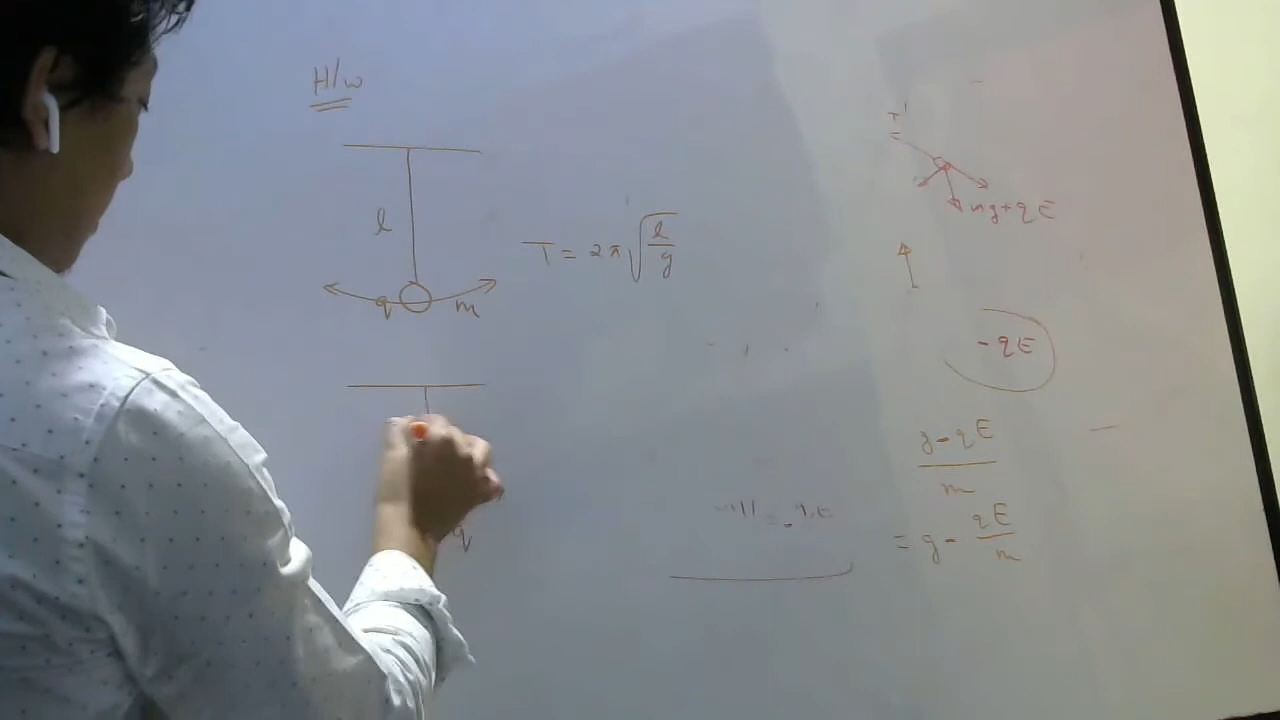 H/w
l
T = 2π√(l/g)
q m
q
T'
mg+qE
-qE
g-qE
m
= g - qE/m